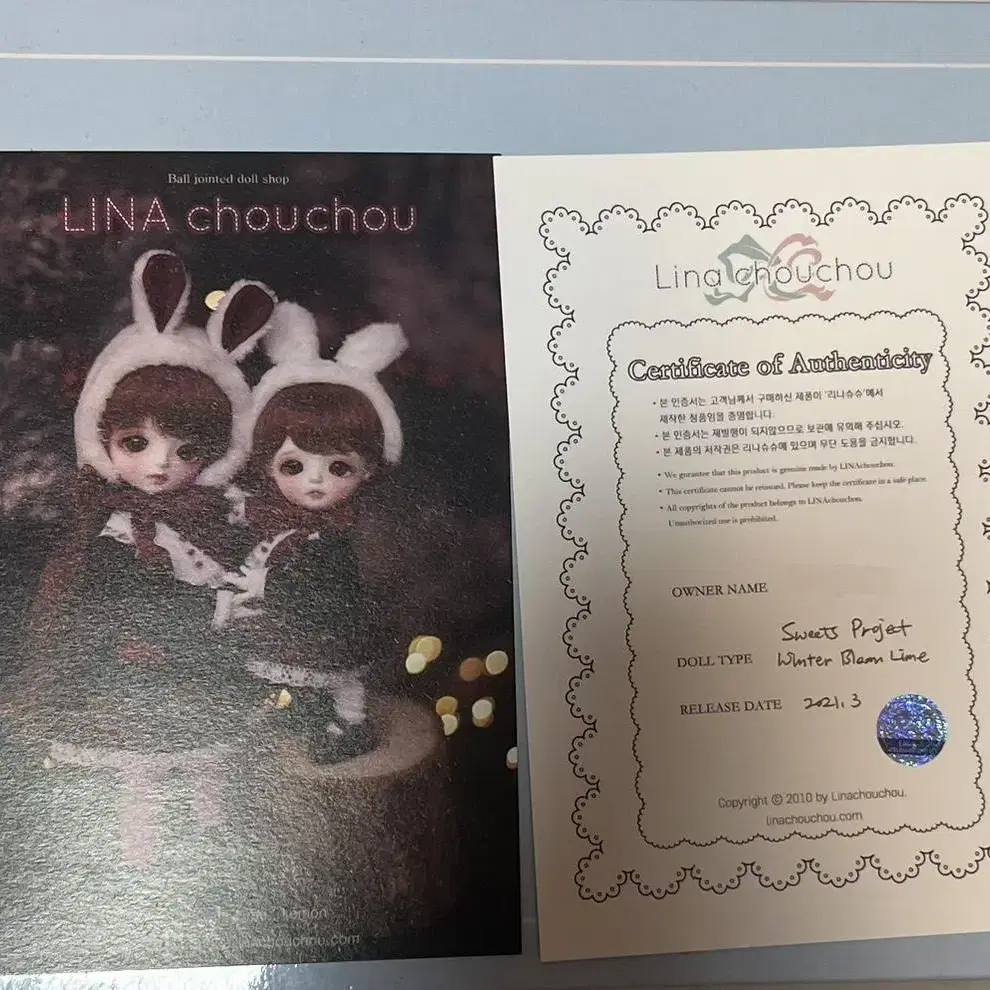 Ball jointed doll shop
LINA chouchou
chouchou.com
Lina chouchou
Certificate of Authenticity
• 본 인증서는 고객님께서 구매하신 제품이 '리나슈슈'에서
제작한 정품임을 증명합니다.
• 본 인증서는 재발행이 되지않으므로 보관에 유의해 주십시오.
• 본 제품의 저작권은 리나슈슈에 있으며 무단 도용을 금지합니다.
• We gurantee that this product is genuine made by LINAchouchou.
• This certificate cannot be reissued. Please keep the certificate in a safe place.
• All copyrights of the product belongs to LINAchouchou.
Unauthorized use is prohibited.
OWNER NAME
Sweets Projet
DOLL TYPE Winter Blam Lime
RELEASE DATE 2021.3
Copyright © 2010 by Linachouchou.
linachouchou.com